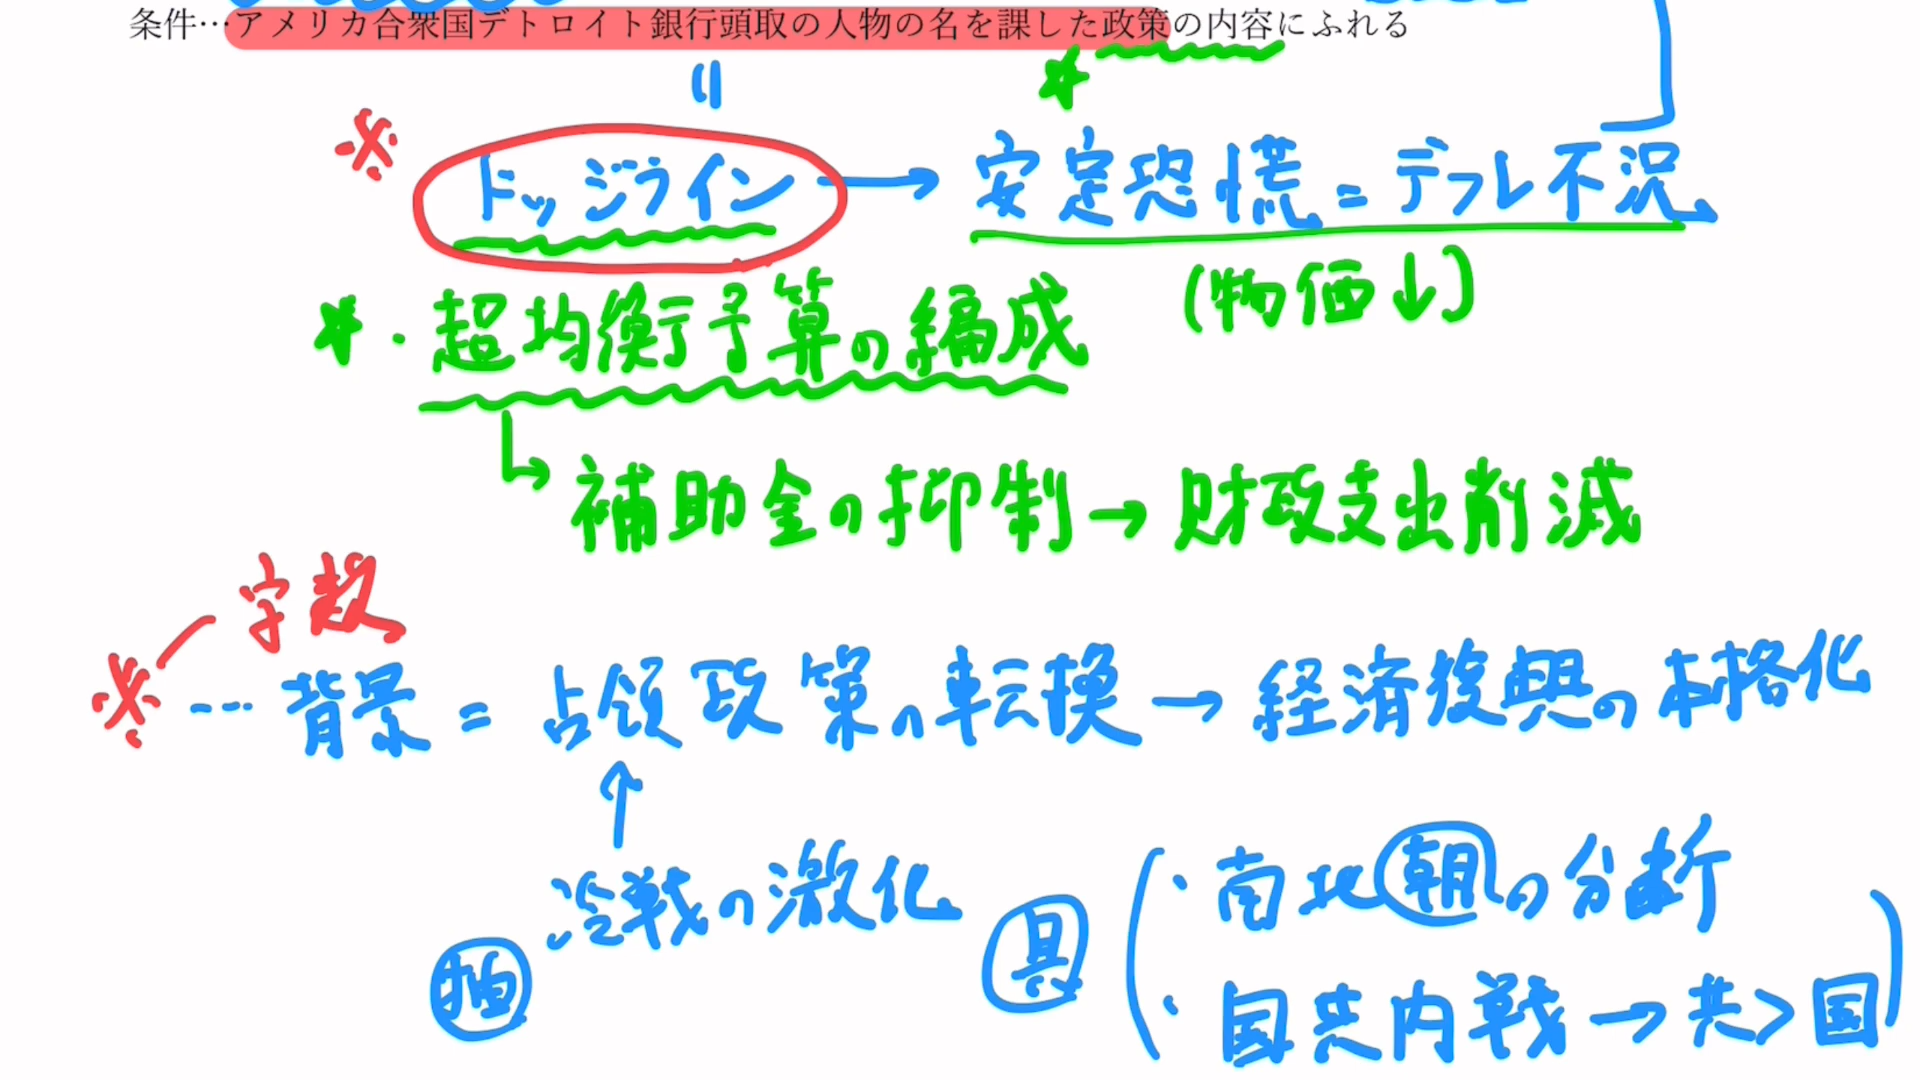 条件…アメリカ合衆国デトロイト銀行頭取の人物の名を課した政策の内容にふれる
※ ドッジライン → 安定恐慌 = デフレ不況
(物価↓)
* ・超均衡予算の編成
↳ 補助金の抑制 → 財政支出削減
字数
※ … 背景 = 占領政策の転換 → 経済復興の本格化
↑
冷戦の激化
抽
具
・南北朝の分断
・国共内戦 → 共 > 国